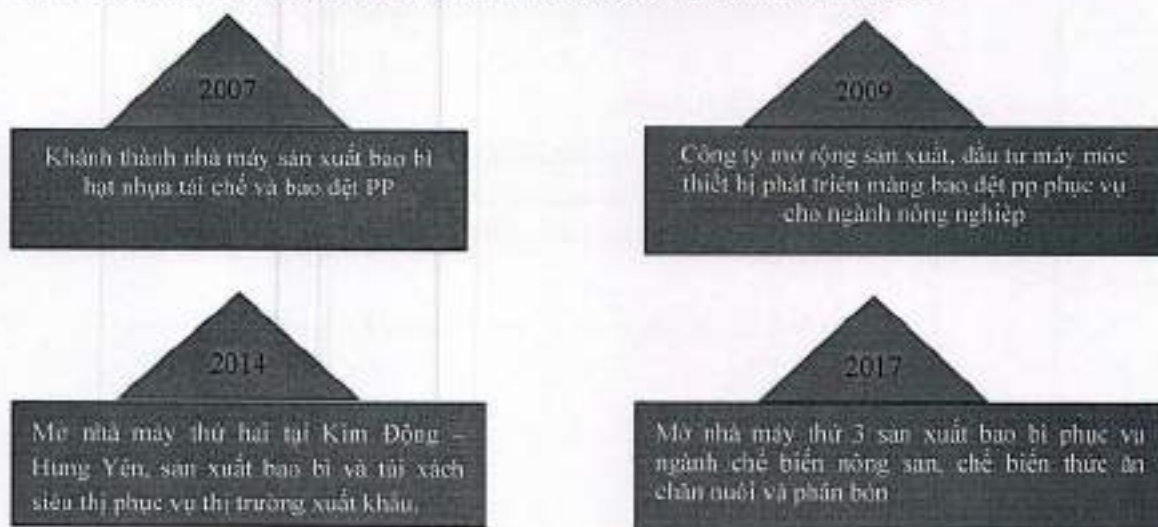 2007
Khánh thành nhà máy sản xuất bao bì
hạt nhựa tái chế và bao dệt PP
2009
Công ty mở rộng sản xuất, đầu tư máy móc
thiết bị phát triển mảng bao dệt pp phục vụ
cho ngành nông nghiệp
2014
Mở nhà máy thứ hai tại Kim Động –
Hưng Yên, sản xuất bao bì và túi xách
siêu thị phục vụ thị trường xuất khẩu.
2017
Mở nhà máy thứ 3 sản xuất bao bì phục vụ
ngành chế biến nông sản, chế biến thức ăn
chăn nuôi và phân bón